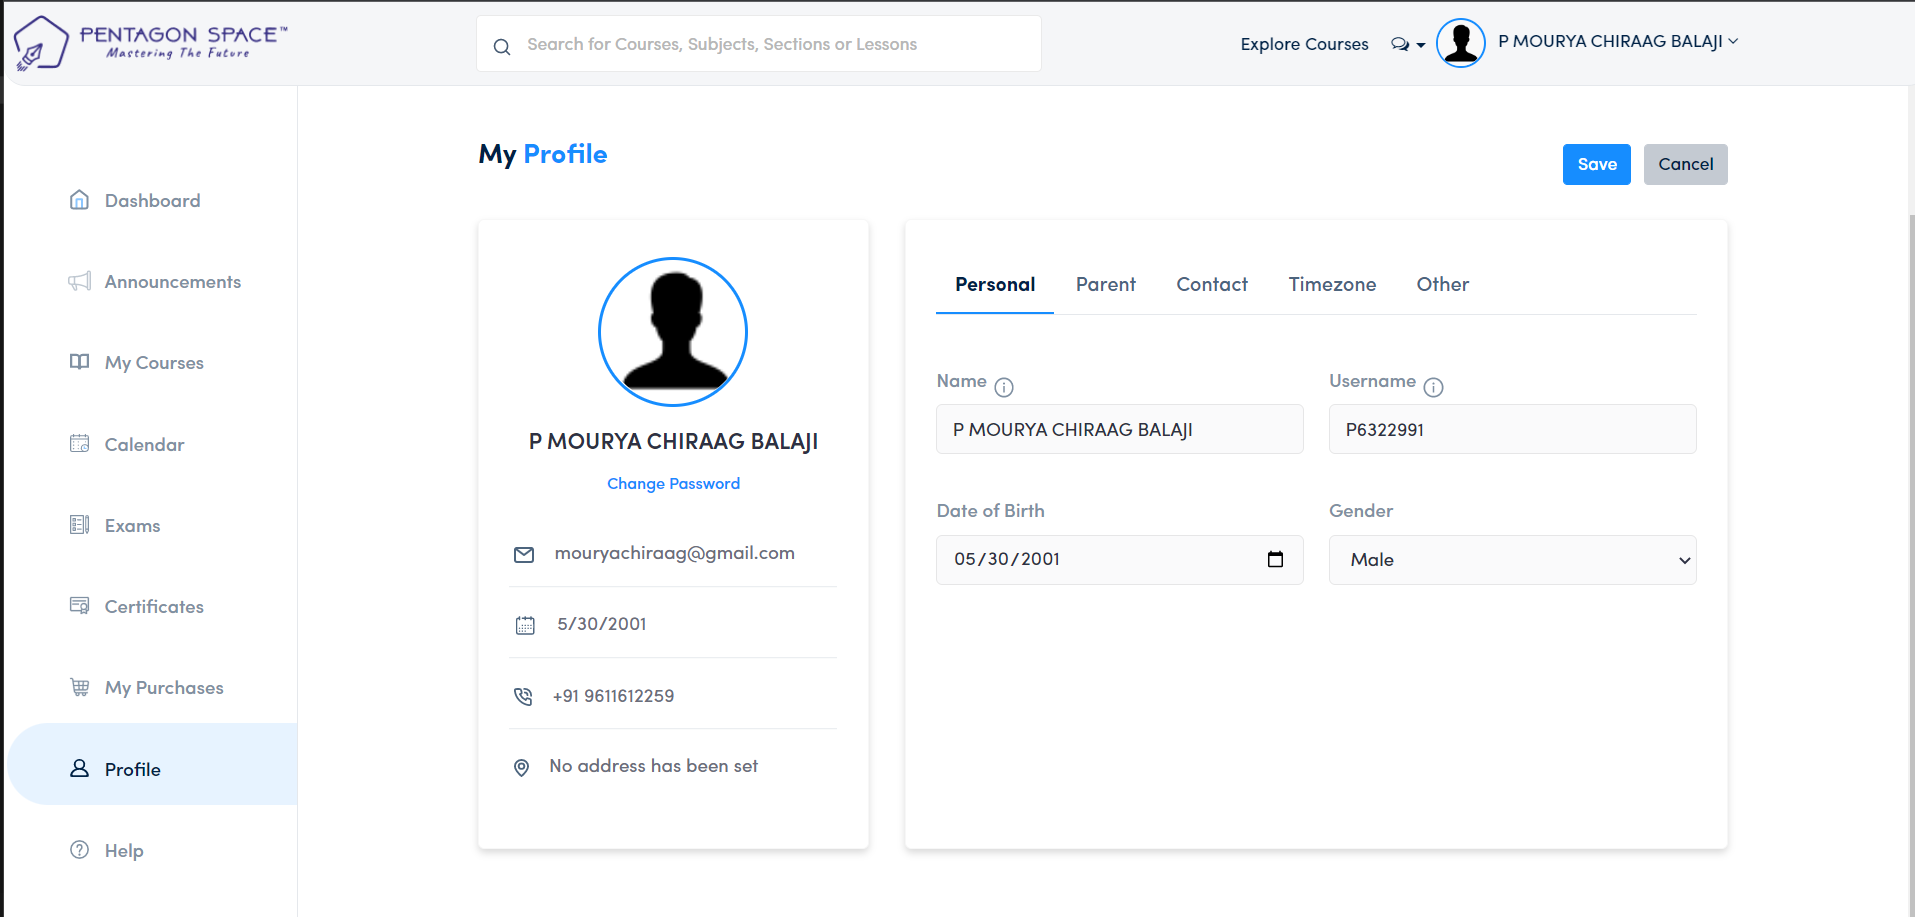 PENTAGON SPACE™
Mastering The Future
Search for Courses, Subjects, Sections or Lessons
Explore Courses
P MOURYA CHIRAAG BALAJI
Dashboard
Announcements
My Courses
Calendar
Exams
Certificates
My Purchases
Profile
Help
My Profile
Save
Cancel
P MOURYA CHIRAAG BALAJI
Change Password
mouryachiraag@gmail.com
5/30/2001
+91 9611612259
No address has been set
Personal
Parent
Contact
Timezone
Other
Name
Username
P MOURYA CHIRAAG BALAJI
P6322991
Date of Birth
Gender
05/30/2001
Male